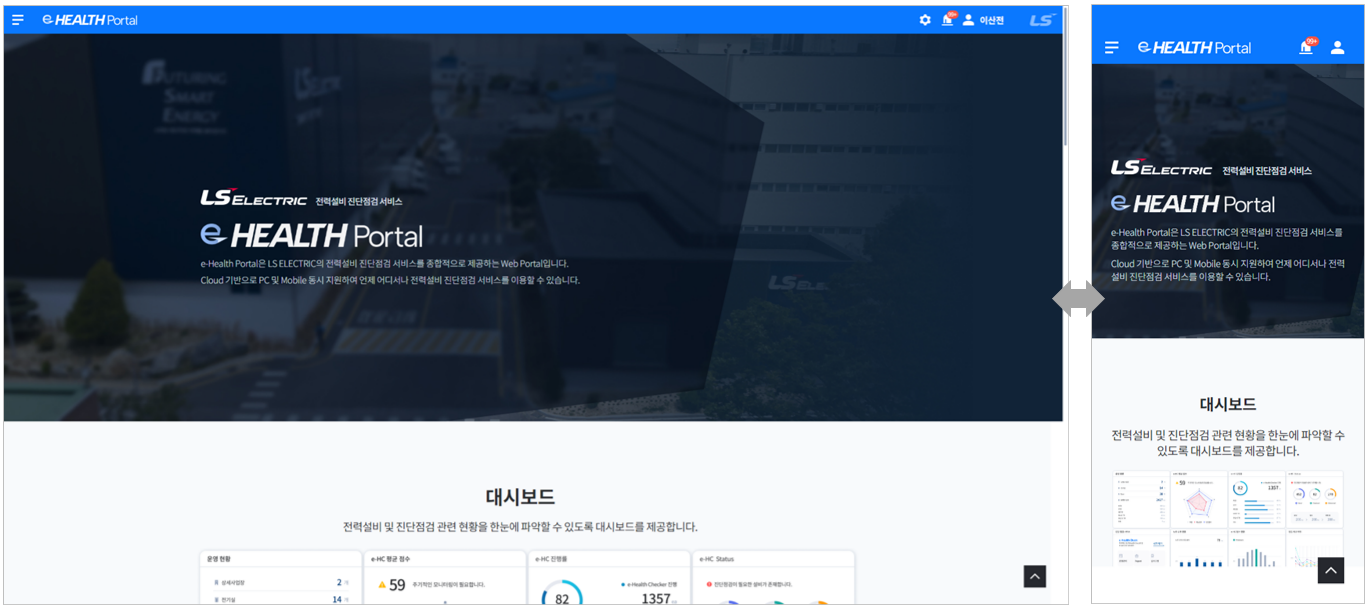 e-HEALTH Portal
99+
이산전
LS
FUTURING
SMART
ENERGY
LS ELECTRIC 전력설비 진단점검 서비스
e-HEALTH Portal
e-Health Portal은 LS ELECTRIC의 전력설비 진단점검 서비스를 종합적으로 제공하는 Web Portal입니다.
Cloud 기반으로 PC 및 Mobile 동시 지원하여 언제 어디서나 전력설비 진단점검 서비스를 이용할 수 있습니다.
대시보드
전력설비 및 진단점검 관련 현황을 한눈에 파악할 수 있도록 대시보드를 제공합니다.
운영 현황
상세사업장 2
전기실 14
e-HC 평균 점수
59 주기적인 모니터링이 필요합니다.
e-HC 진행률
82
e-Health Checker 진행
1357
e-HC Status
진단점검이 필요한 설비가 존재합니다.
e-HEALTH Portal
99+
LS ELECTRIC 전력설비 진단점검 서비스
e-HEALTH Portal
e-Health Portal은 LS ELECTRIC의 전력설비 진단점검 서비스를
종합적으로 제공하는 Web Portal입니다.
Cloud 기반으로 PC 및 Mobile 동시 지원하여 언제 어디서나 전력
설비 진단점검 서비스를 이용할 수 있습니다.
대시보드
전력설비 및 진단점검 관련 현황을 한눈에 파악할 수
있도록 대시보드를 제공합니다.
59
82
1357